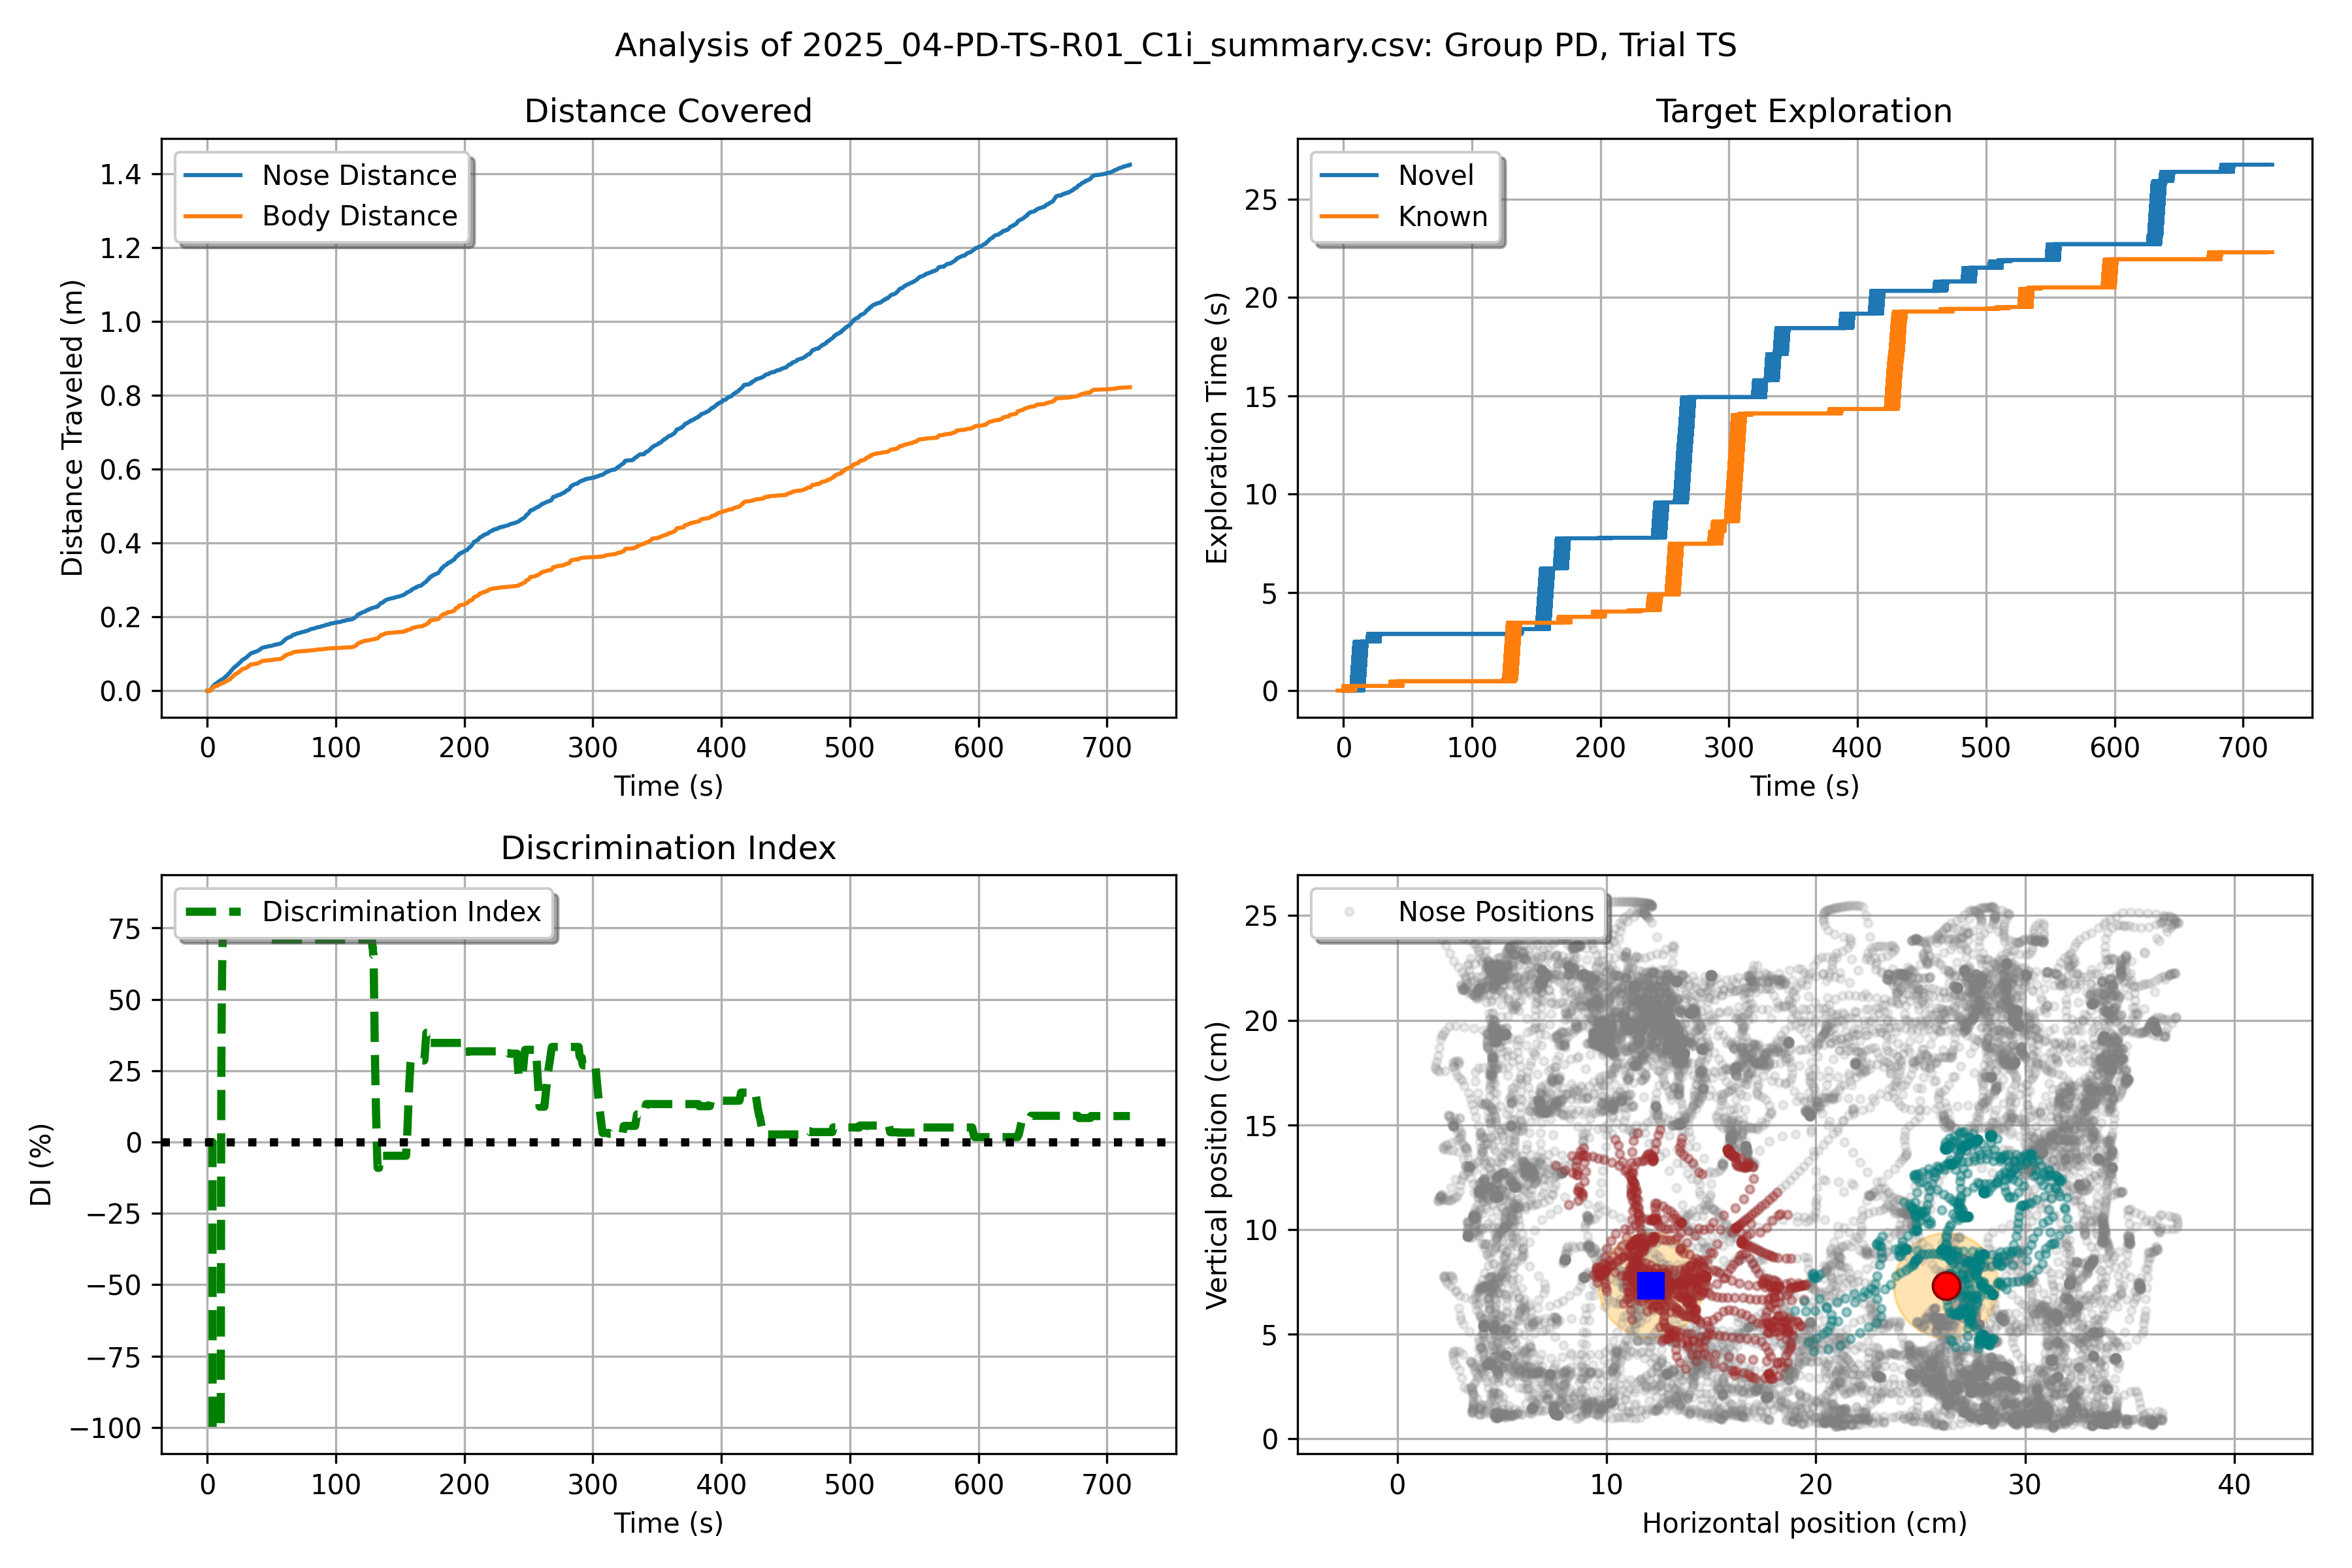 Analysis of 2025_04-PD-TS-R01_C1i_summary.csv: Group PD, Trial TS
Distance Covered
Nose Distance
Body Distance
Distance Traveled (m)
1.4
1.2
1.0
0.8
0.6
0.4
0.2
0.0
0 100 200 300 400 500 600 700
Time (s)
Target Exploration
Novel
Known
Exploration Time (s)
25
20
15
10
5
0
0 100 200 300 400 500 600 700
Time (s)
Discrimination Index
Discrimination Index
DI (%)
75
50
25
0
−25
−50
−75
−100
0 100 200 300 400 500 600 700
Time (s)
Nose Positions
Vertical position (cm)
25
20
15
10
5
0
0 10 20 30 40
Horizontal position (cm)